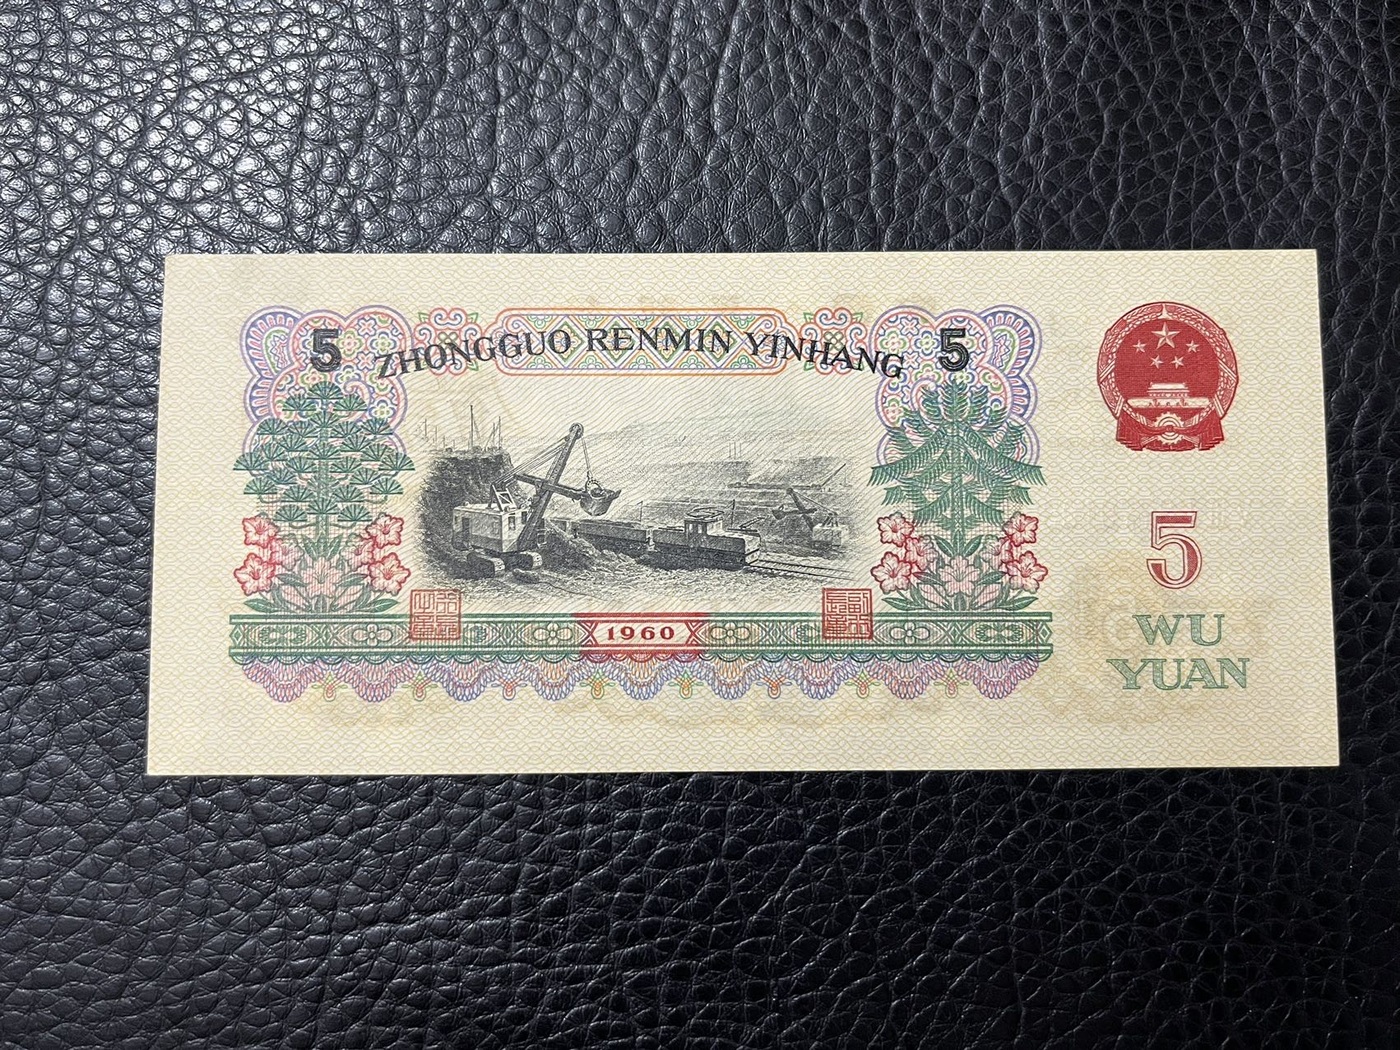 5 ZHONGGUO RENMIN YINHANG 5
5
WU
YUAN
1960